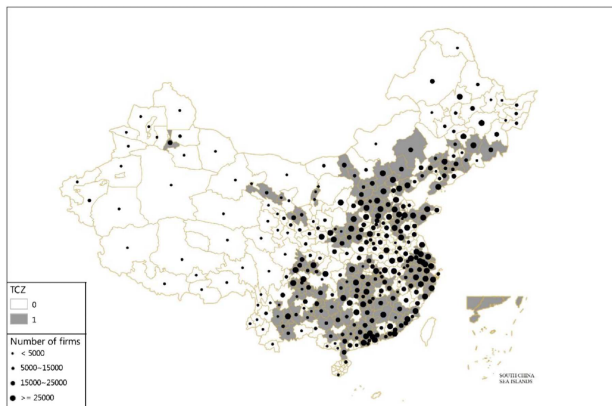 TCZ
0
1
Number of firms
< 5000
5000~15000
15000~25000
>= 25000
SOUTH CHINA
SEA ISLANDS